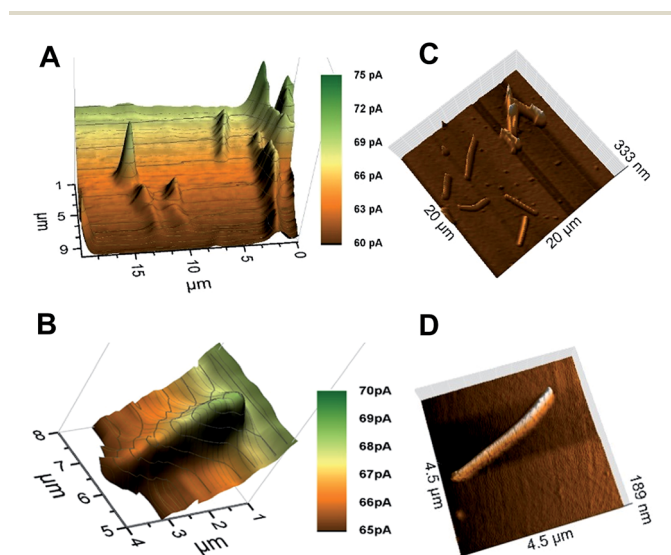 A
75 pA
72 pA
69 pA
66 pA
63 pA
60 pA
1
5
9
µm
15
10
5
0
µm
C
333 nm
20 µm
20 µm
B
70pA
69pA
68pA
67pA
66pA
65pA
8
7
6
5
4
µm
4
3
2
1
µm
D
189 nm
4.5 µm
4.5 µm